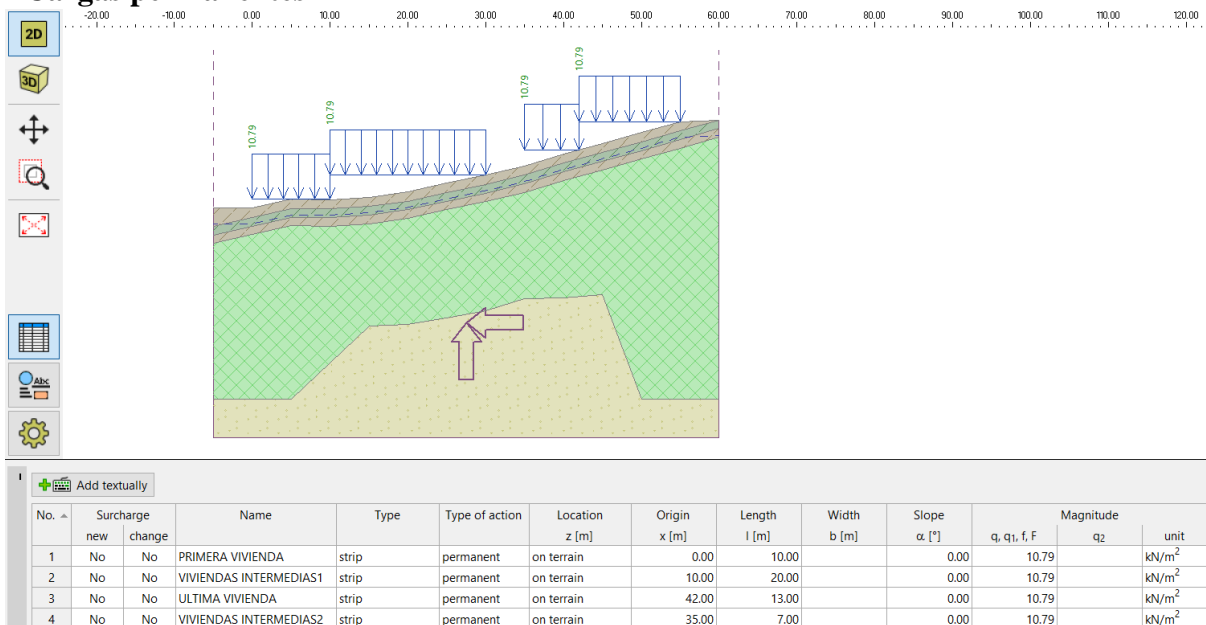 -20.00 -10.00 0.00 10.00 20.00 30.00 40.00 50.00 60.00 70.00 80.00 90.00 100.00 110.00 120.00
2D
3D
10.79
10.79
10.79
10.79
Abc
Add textually
No. Surcharge Name Type Type of action Location Origin Length Width Slope Magnitude
new change z [m] x [m] l [m] b [m] α [°] q, q1, f, F q2 unit
1 No No PRIMERA VIVIENDA strip permanent on terrain 0.00 10.00 0.00 10.79 kN/m²
2 No No VIVIENDAS INTERMEDIAS1 strip permanent on terrain 10.00 20.00 0.00 10.79 kN/m²
3 No No ULTIMA VIVIENDA strip permanent on terrain 42.00 13.00 0.00 10.79 kN/m²
4 No No VIVIENDAS INTERMEDIAS2 strip permanent on terrain 35.00 7.00 0.00 10.79 kN/m²